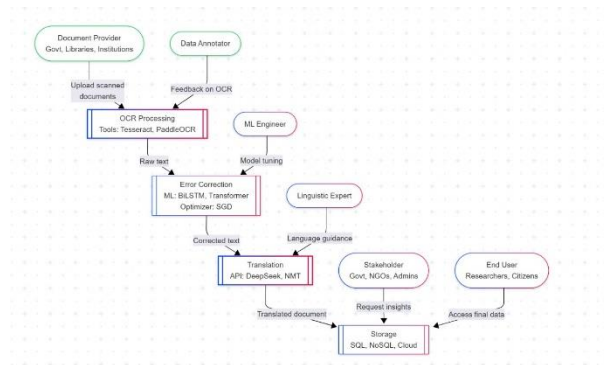 Document Provider
Govt, Libraries, Institutions
Data Annotator
Upload scanned
documents
Feedback on OCR
OCR Processing
Tools: Tesseract, PaddleOCR
ML Engineer
Raw text
Model tuning
Error Correction
ML: BiLSTM, Transformer
Optimizer: SGD
Linguistic Expert
Corrected text
Language guidance
Translation
API: DeepSeek, NMT
Stakeholder
Govt, NGOs, Admins
End User
Researchers, Citizens
Translated document
Request insights
Access final data
Storage
SQL, NoSQL, Cloud